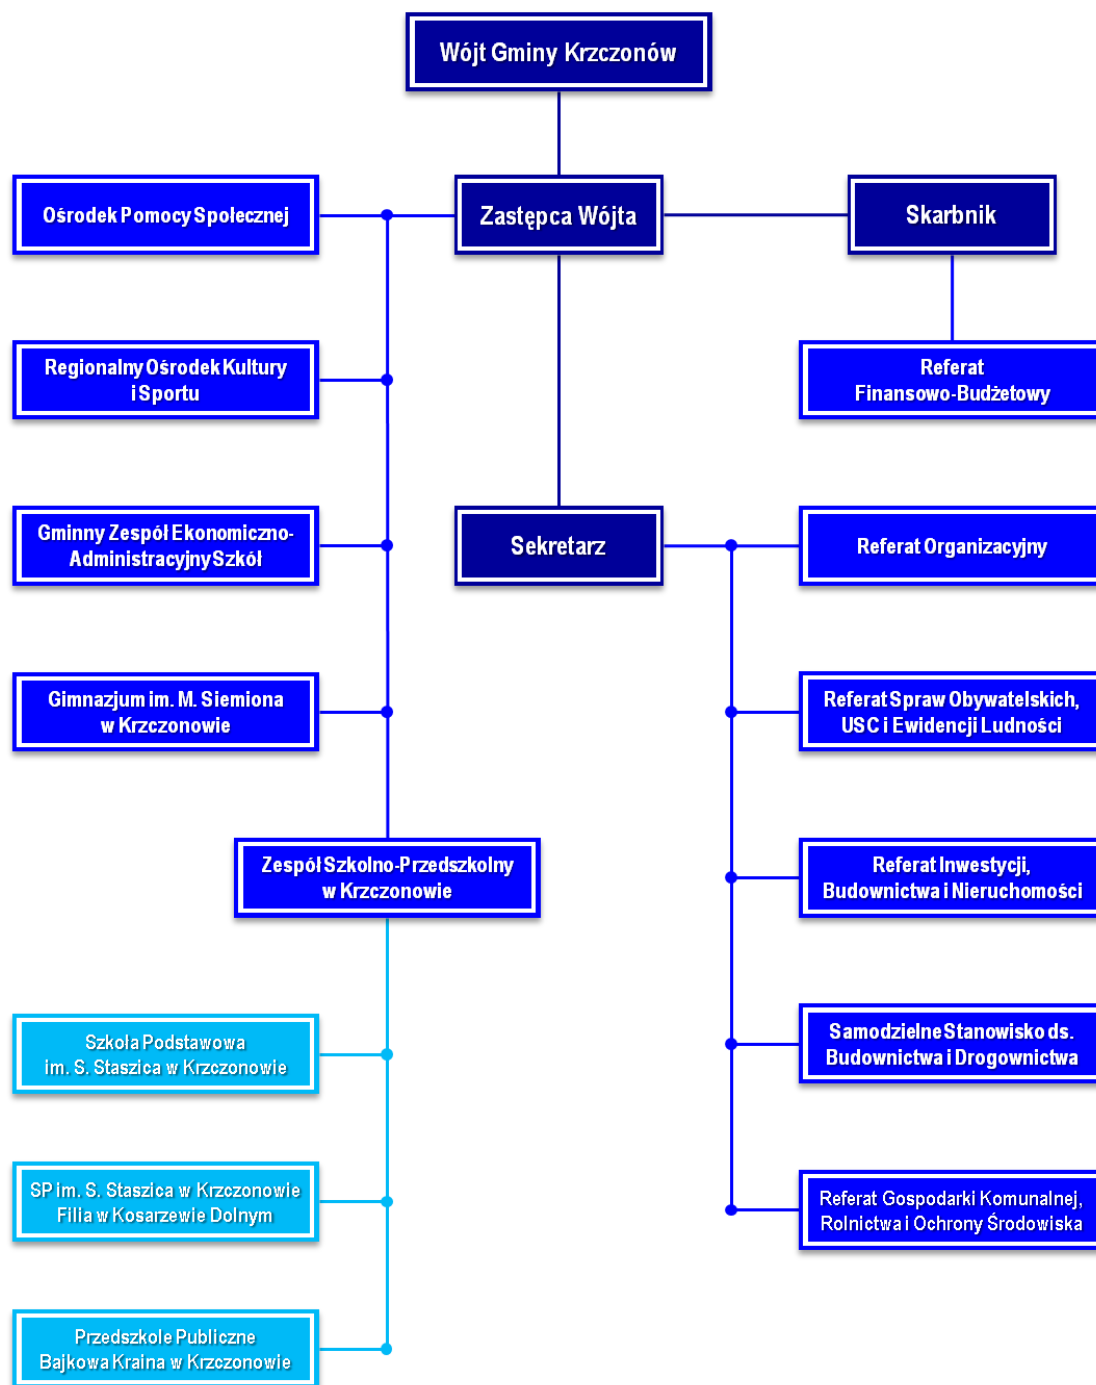 Wójt Gminy Krzczonów
Ośrodek Pomocy Społecznej
Zastępca Wójta
Skarbnik
Regionalny Ośrodek Kultury
i Sportu
Referat
Finansowo-Budżetowy
Gminny Zespół Ekonomiczno-
Administracyjny Szkół
Sekretarz
Referat Organizacyjny
Gimnazjum im. M. Siemiona
w Krzczonowie
Referat Spraw Obywatelskich,
USC i Ewidencji Ludności
Zespół Szkolno-Przedszkolny
w Krzczonowie
Referat Inwestycji,
Budownictwa i Nieruchomości
Szkoła Podstawowa
im. S. Staszica w Krzczonowie
Samodzielne Stanowisko ds.
Budownictwa i Drogownictwa
SP im. S. Staszica w Krzczonowie
Filia w Kosarzewie Dolnym
Referat Gospodarki Komunalnej,
Rolnictwa i Ochrony Środowiska
Przedszkole Publiczne
Bajkowa Kraina w Krzczonowie